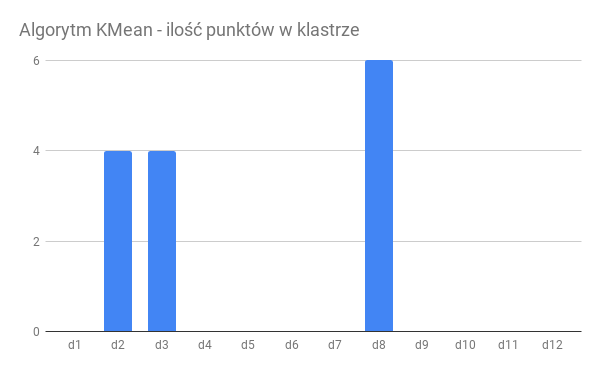 Algorytm KMean - ilość punktów w klastrze
6
4
2
0
d1 d2 d3 d4 d5 d6 d7 d8 d9 d10 d11 d12